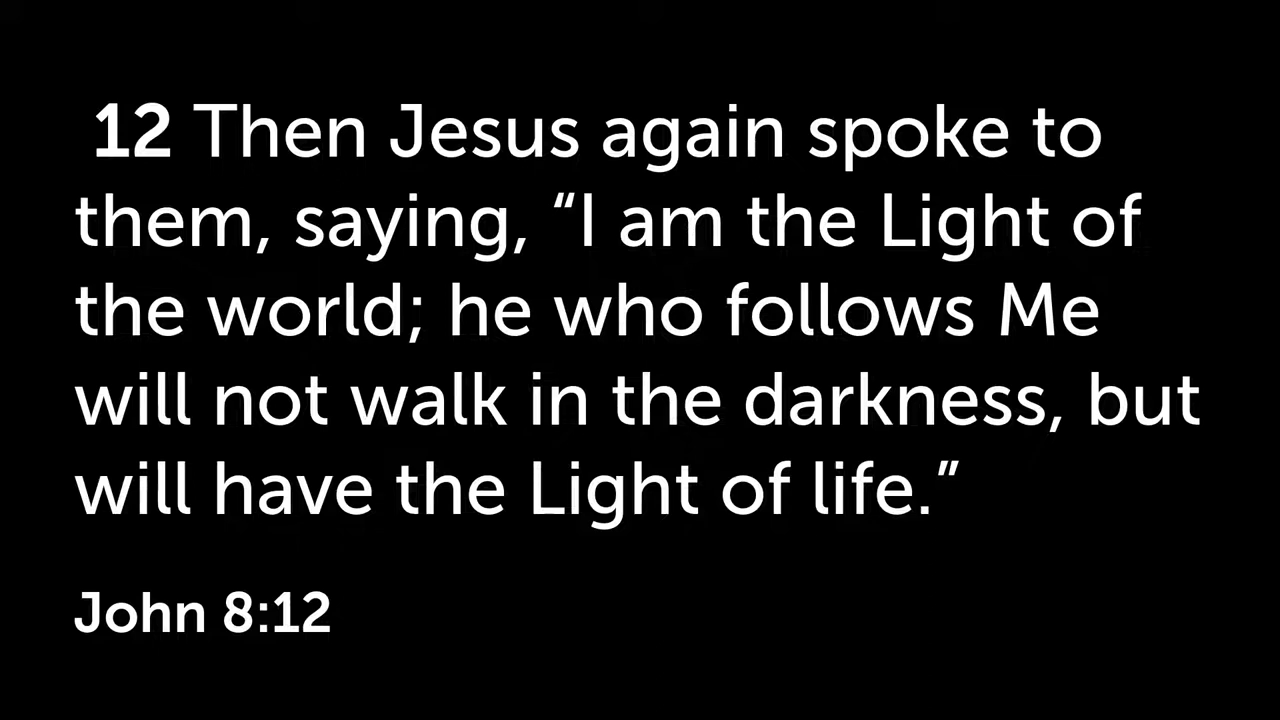 12 Then Jesus again spoke to
them, saying, “I am the Light of
the world; he who follows Me
will not walk in the darkness, but
will have the Light of life.”
John 8:12